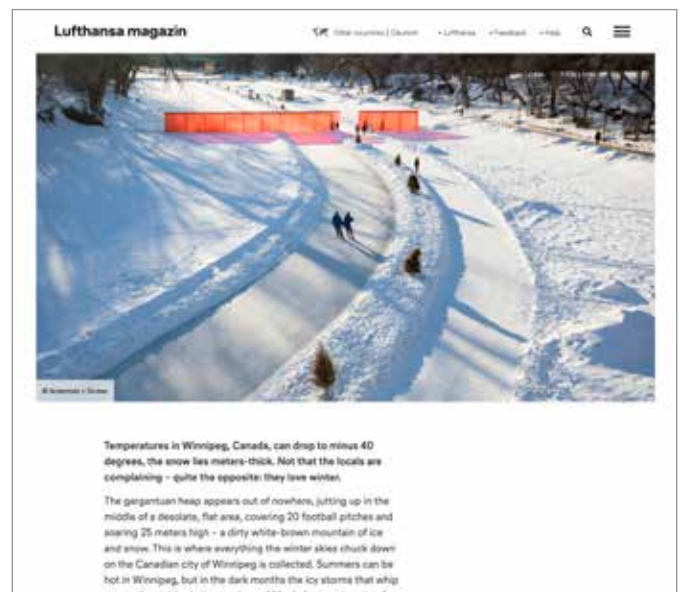 Lufthansa magazin
Other countries | Deutsch Lufthansa Feedback Help
Temperatures in Winnipeg, Canada, can drop to minus 40
degrees, the snow lies meters-thick. Not that the locals are
complaining – quite the opposite: they love winter.
The gargantuan heap appears out of nowhere, jutting up in the
middle of a desolate, flat area, covering 20 football pitches and
soaring 25 meters high – a dirty white-brown mountain of ice
and snow. This is where everything the winter skies chuck down
on the Canadian city of Winnipeg is collected. Summers can be
hot in Winnipeg, but in the dark months the icy storms that whip